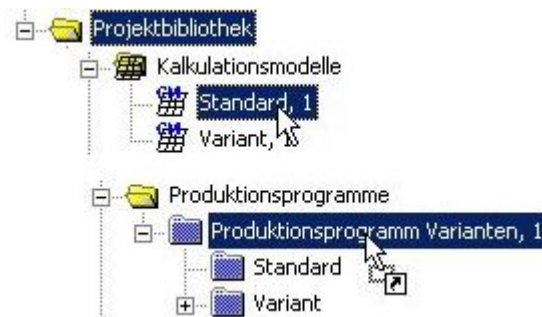 Projektbibliothek
Kalkulationsmodelle
Standard, 1
Variant, 1
Produktionsprogramme
Produktionsprogramm Varianten, 1
Standard
Variant